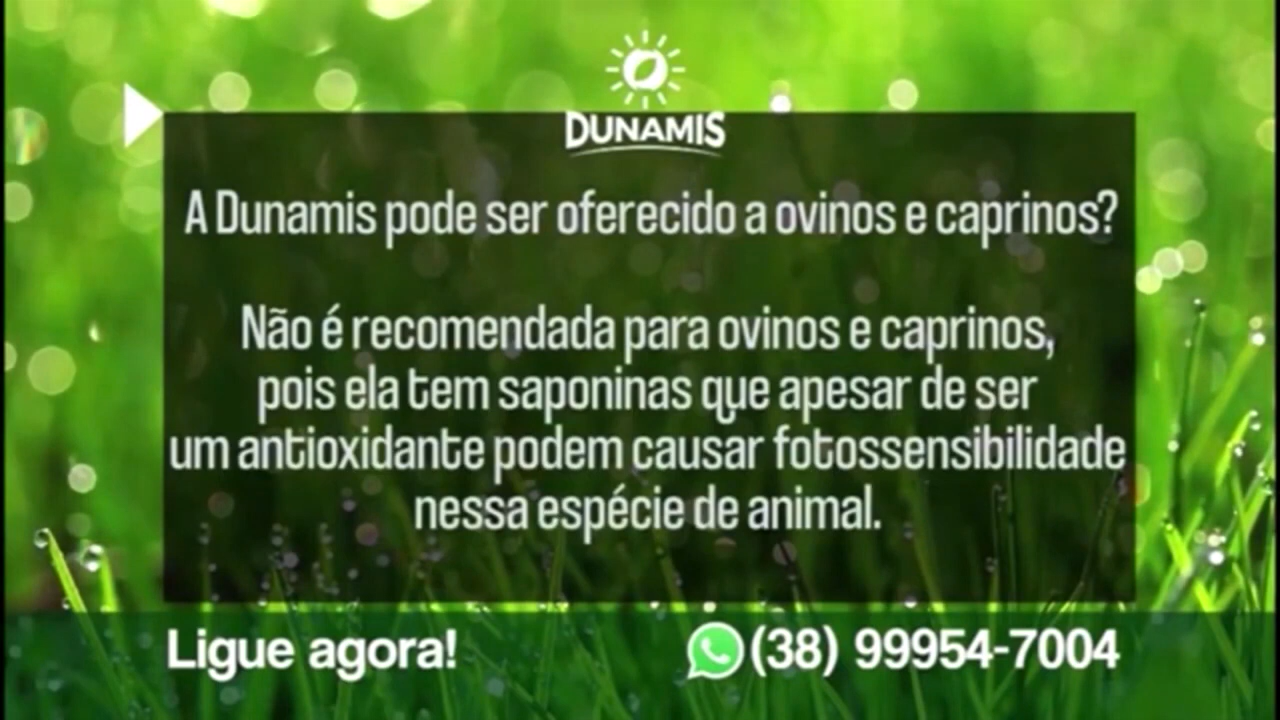 DUNAMIS
A Dunamis pode ser oferecido a ovinos e caprinos?
Não é recomendada para ovinos e caprinos,
pois ela tem saponinas que apesar de ser
um antioxidante podem causar fotossensibilidade
nessa espécie de animal.
Ligue agora! (38) 99954-7004